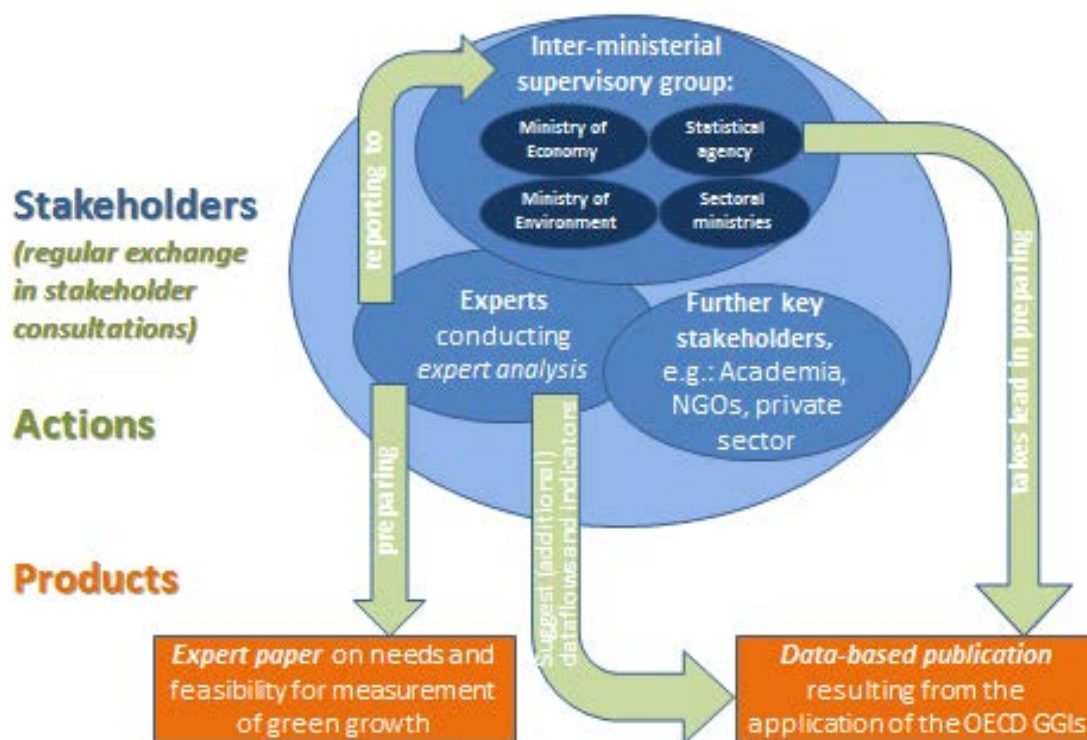 Inter-ministerial
supervisory group:
Ministry of
Economy
Statistical
agency
Ministry of
Environment
Sectoral
ministries
reporting to
Stakeholders
(regular exchange
in stakeholder
consultations)
Experts
conducting
expert analysis
Further key
stakeholders,
e.g.: Academia,
NGOs, private
sector
takes lead in preparing
Actions
preparing
Suggest (additional)
dataflows and indicators
Products
Expert paper on needs and
feasibility for measurement
of green growth
Data-based publication
resulting from the
application of the OECD GGIs